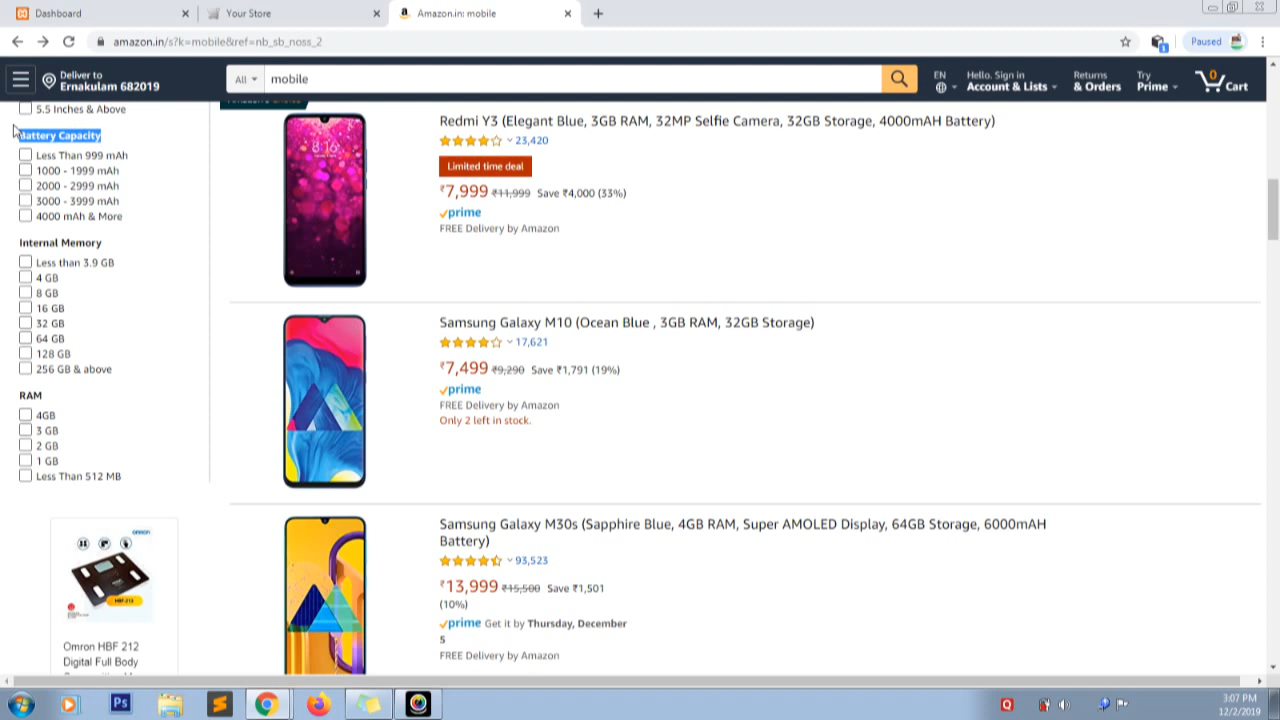 Dashboard
Your Store
Amazon.in: mobile
amazon.in/s?k=mobile&ref=nb_sb_noss_2
Paused
Deliver to
Ernakulam 682019
All
mobile
EN
Hello. Sign in
Account & Lists
Returns
& Orders
Try
Prime
0
Cart
5.5 Inches & Above
Battery Capacity
Less Than 999 mAh
1000 - 1999 mAh
2000 - 2999 mAh
3000 - 3999 mAh
4000 mAh & More
Internal Memory
Less than 3.9 GB
4 GB
8 GB
16 GB
32 GB
64 GB
128 GB
256 GB & above
RAM
4GB
3 GB
2 GB
1 GB
Less Than 512 MB
OMRON
HBF 212
Omron HBF 212
Digital Full Body
8:16
Redmi Y3 (Elegant Blue, 3GB RAM, 32MP Selfie Camera, 32GB Storage, 4000mAH Battery)
23,420
Limited time deal
₹7,999 ₹11,999 Save ₹4,000 (33%)
prime
FREE Delivery by Amazon
Samsung Galaxy M10 (Ocean Blue , 3GB RAM, 32GB Storage)
17,621
₹7,499 ₹9,290 Save ₹1,791 (19%)
prime
FREE Delivery by Amazon
Only 2 left in stock.
Samsung Galaxy M30s (Sapphire Blue, 4GB RAM, Super AMOLED Display, 64GB Storage, 6000mAH
Battery)
93,523
₹13,999 ₹15,500 Save ₹1,501
(10%)
prime Get it by Thursday, December
5
FREE Delivery by Amazon
Ps
3:07 PM
12/2/2019